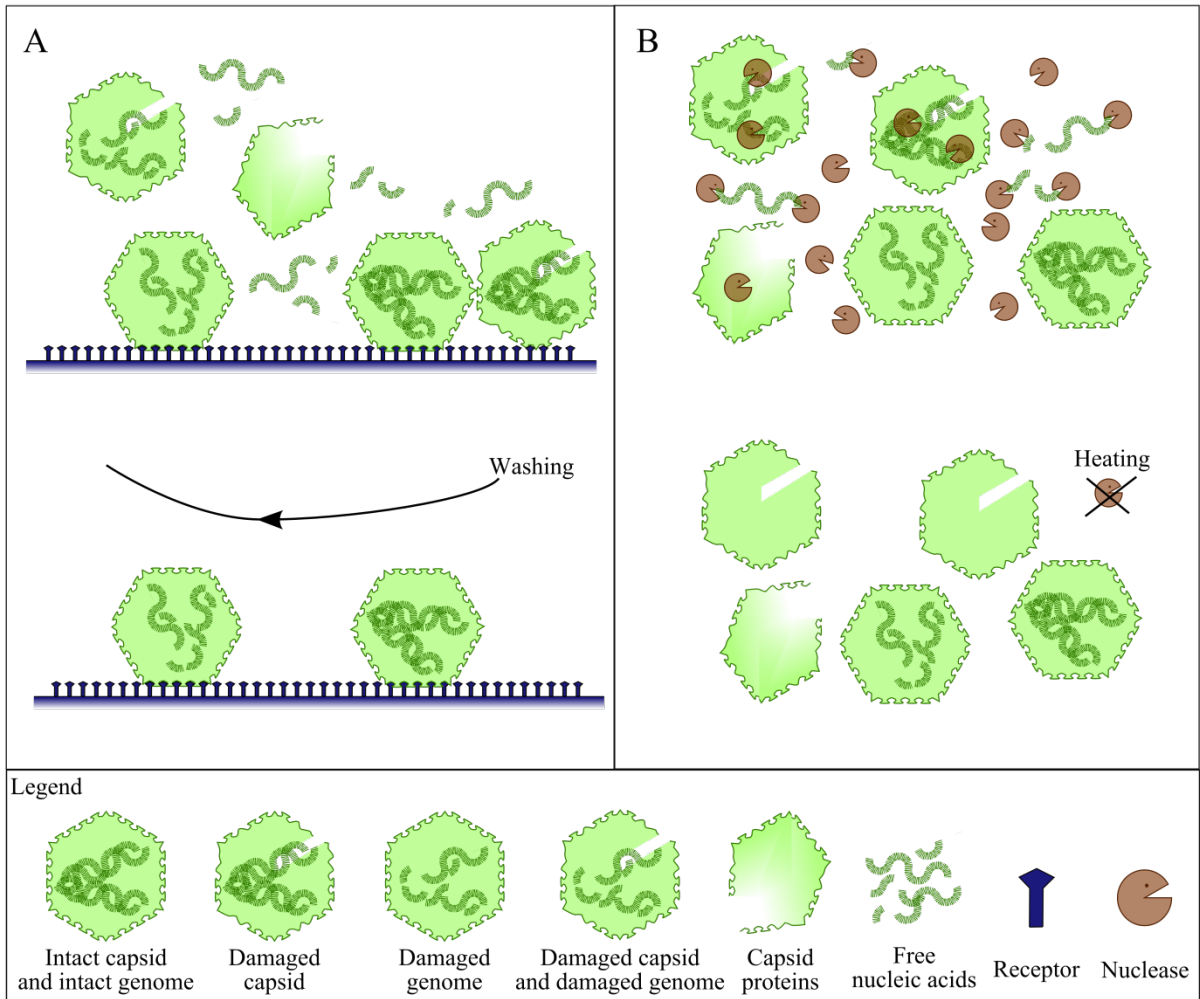 A
B
Washing
Heating
Legend
Intact capsid
and intact genome
Damaged
capsid
Damaged
genome
Damaged capsid
and damaged genome
Capsid
proteins
Free
nucleic acids
Receptor
Nuclease